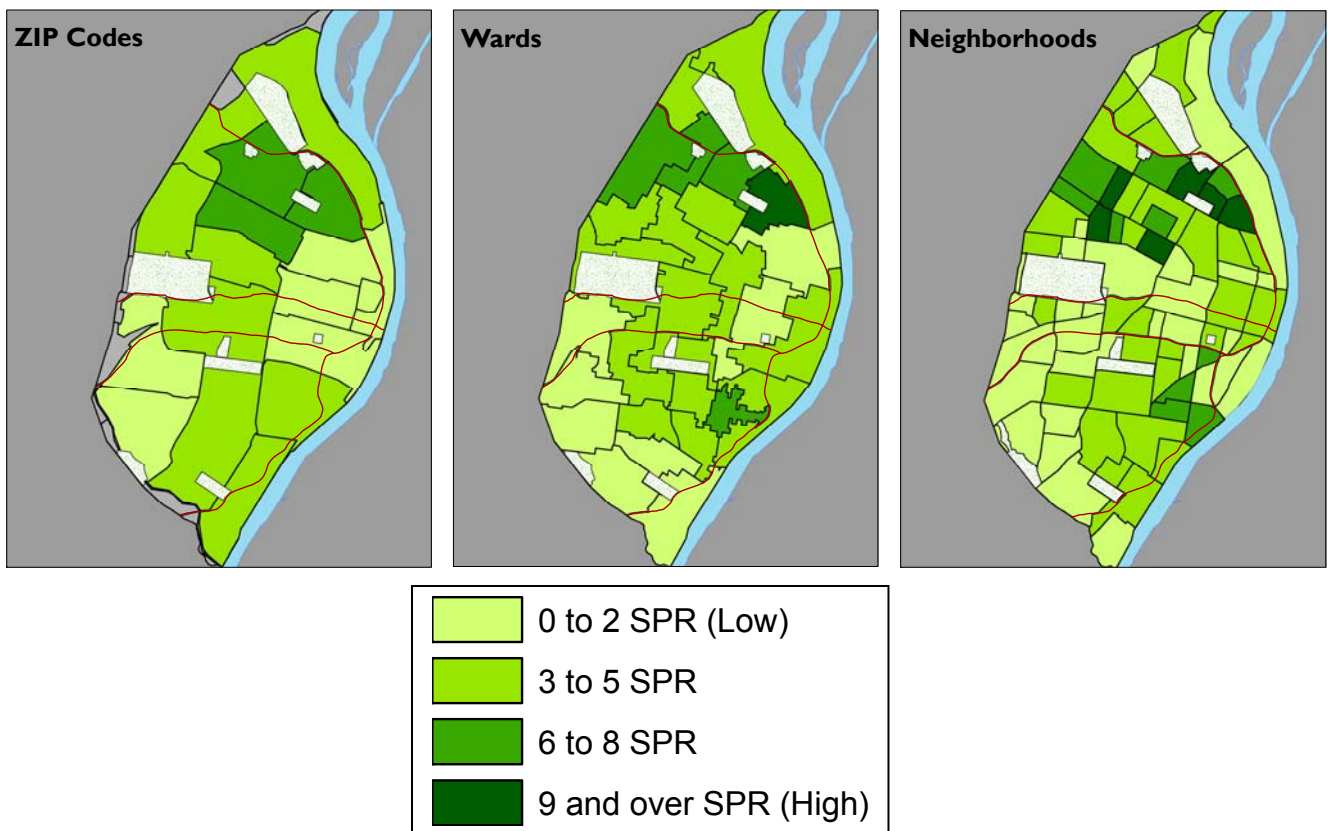 ZIP Codes
Wards
Neighborhoods
0 to 2 SPR (Low)
3 to 5 SPR
6 to 8 SPR
9 and over SPR (High)